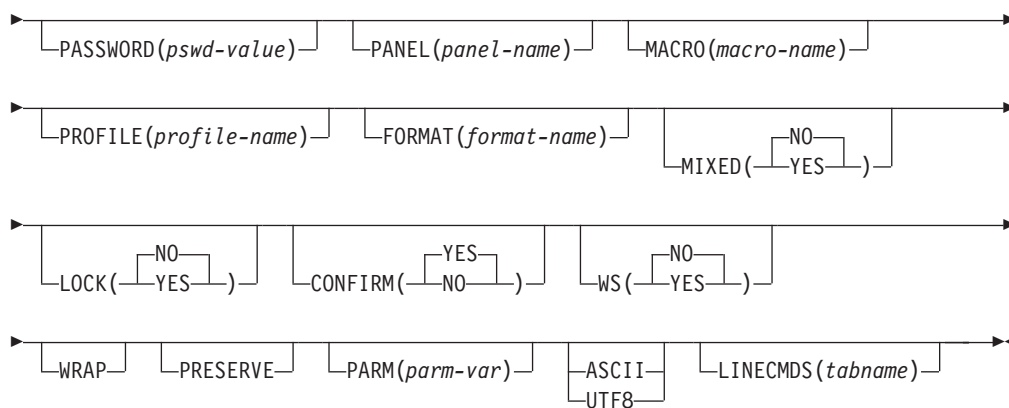 PASSWORD(pswd-value) PANEL(panel-name) MACRO(macro-name)
PROFILE(profile-name) FORMAT(format-name) NO
MIXED( YES )
NO YES NO
LOCK( YES ) CONFIRM( NO ) WS( YES )
WRAP PRESERVE PARM(parm-var) ASCII LINECMDS(tabname)
UTF8